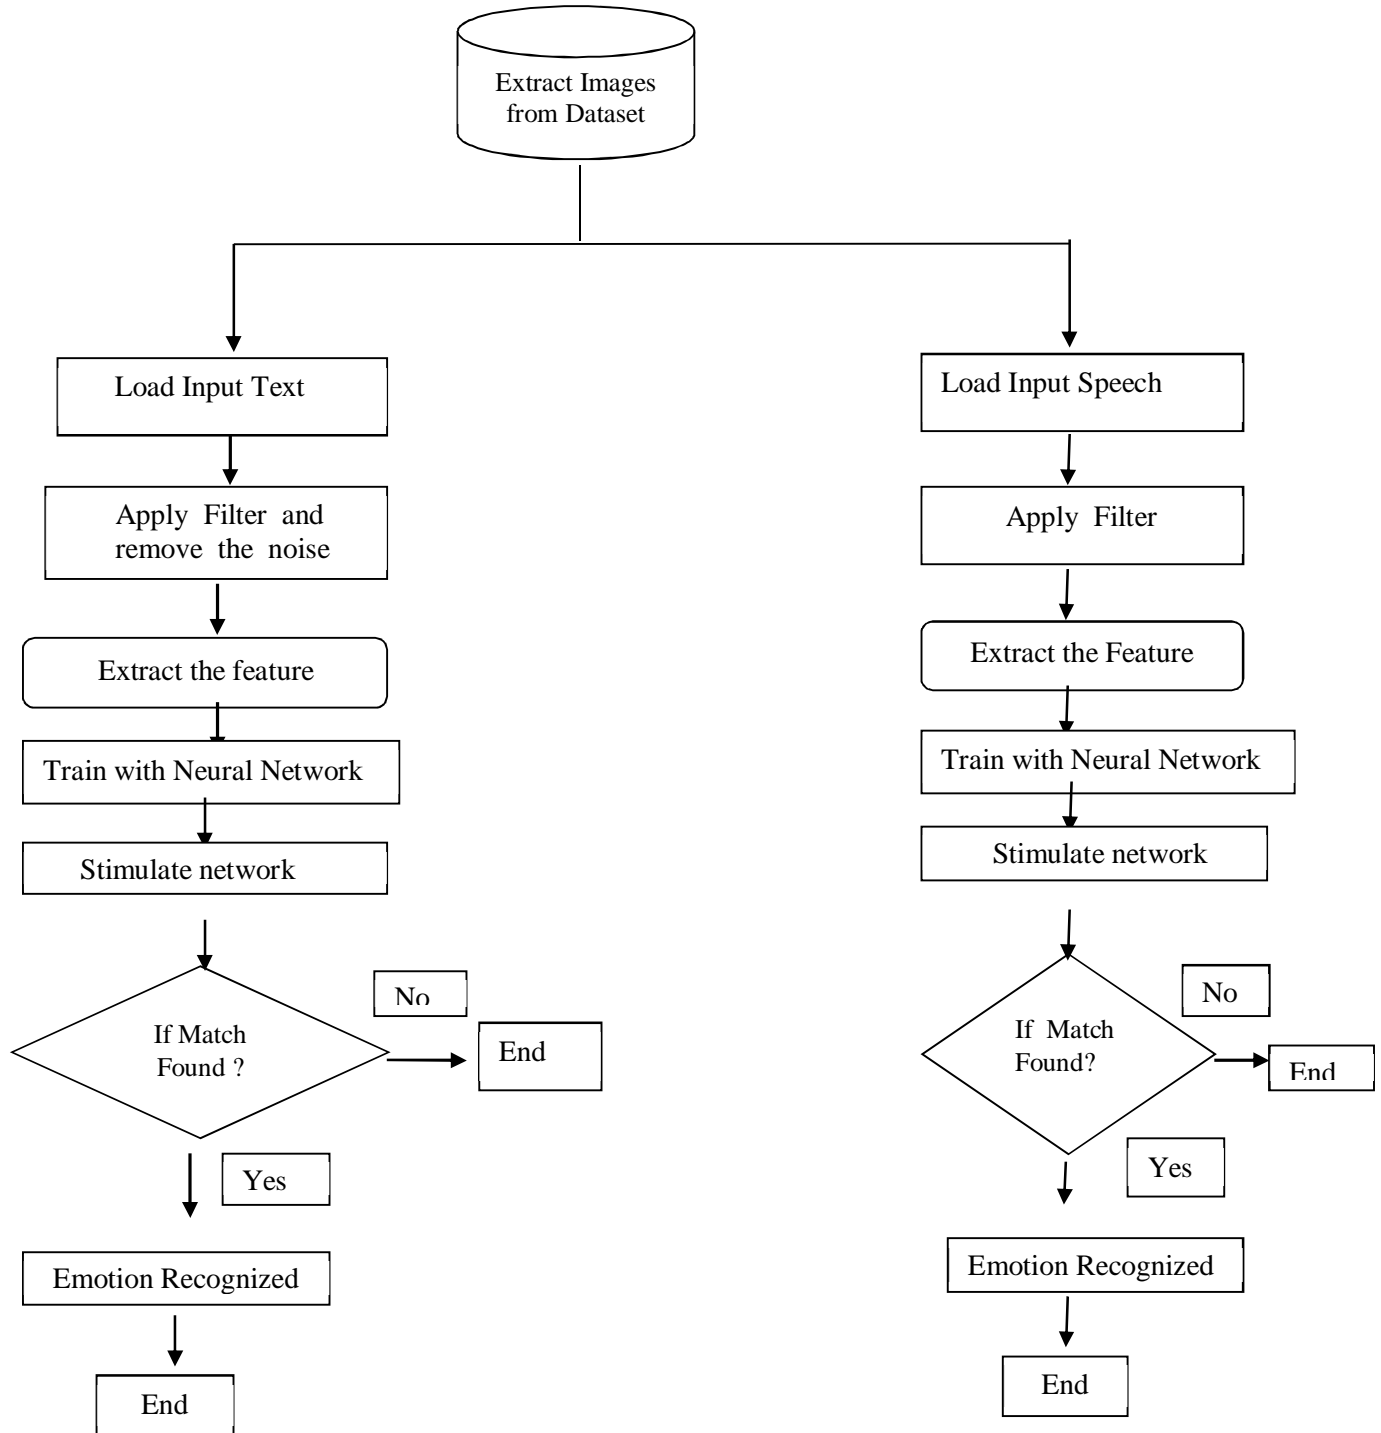 Extract Images
from Dataset
Load Input Text
Apply Filter and
remove the noise
Extract the feature
Train with Neural Network
Stimulate network
If Match
Found ?
No
End
Yes
Emotion Recognized
End
Load Input Speech
Apply Filter
Extract the Feature
Train with Neural Network
Stimulate network
If Match
Found?
No
End
Yes
Emotion Recognized
End